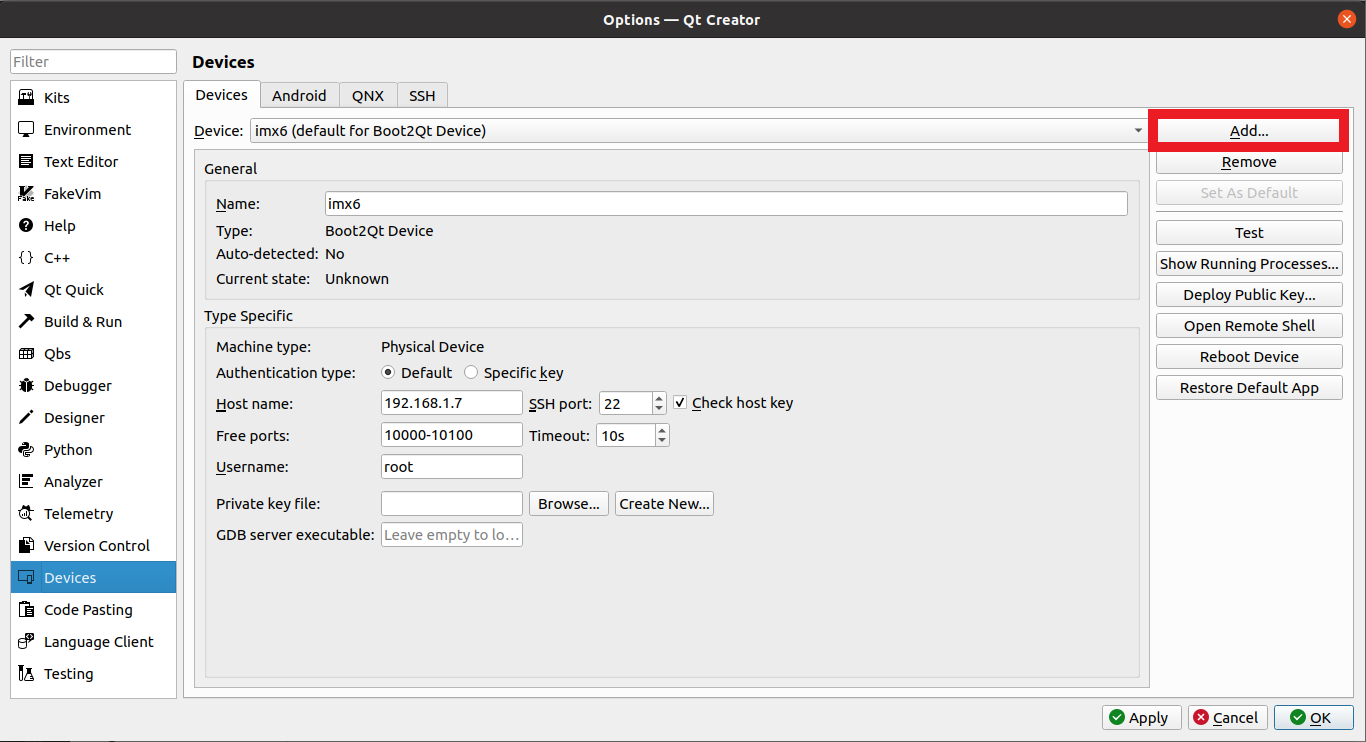 Options — Qt Creator
Filter
Kits
Environment
Text Editor
FakeVim
Help
C++
Qt Quick
Build & Run
Qbs
Debugger
Designer
Python
Analyzer
Telemetry
Version Control
Devices
Code Pasting
Language Client
Testing
Devices
Devices Android QNX SSH
Device: imx6 (default for Boot2Qt Device)
General
Name: imx6
Type: Boot2Qt Device
Auto-detected: No
Current state: Unknown
Type Specific
Machine type: Physical Device
Authentication type: Default Specific key
Host name: 192.168.1.7 SSH port: 22 Check host key
Free ports: 10000-10100 Timeout: 10s
Username: root
Private key file: Browse... Create New...
GDB server executable: Leave empty to lo...
Add...
Remove
Set As Default
Test
Show Running Processes...
Deploy Public Key...
Open Remote Shell
Reboot Device
Restore Default App
Apply Cancel OK